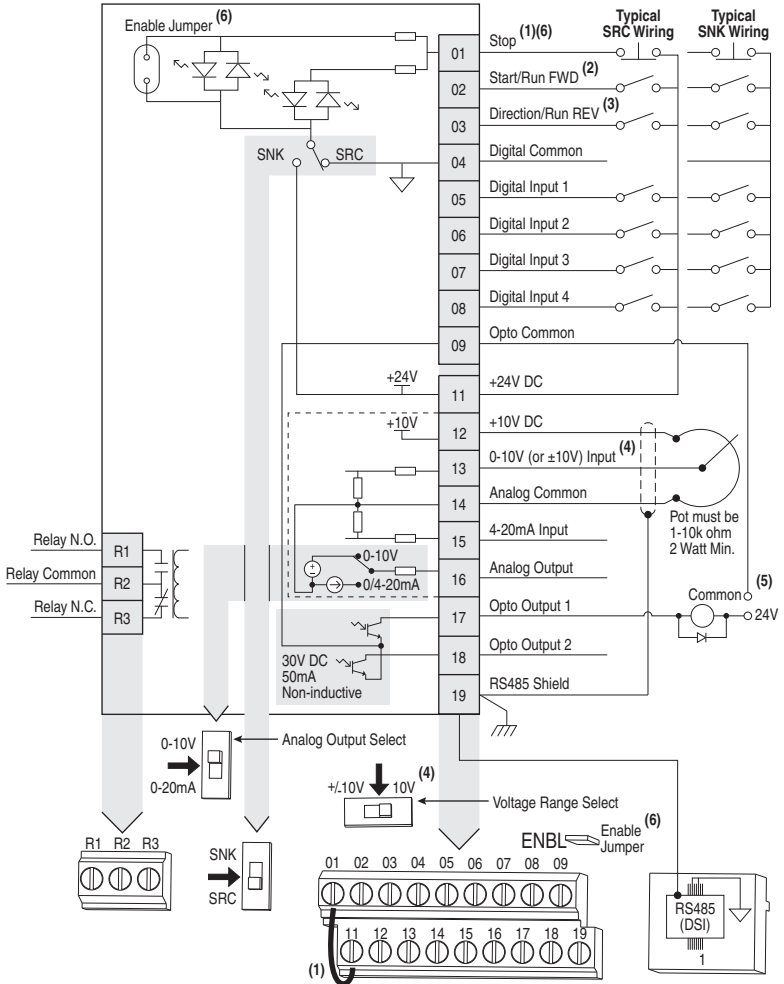 Enable Jumper (6)
Typical
SRC Wiring
Typical
SNK Wiring
01
Stop (1)(6)
02
Start/Run FWD (2)
03
Direction/Run REV (3)
SNK
SRC
04
Digital Common
05
Digital Input 1
06
Digital Input 2
07
Digital Input 3
08
Digital Input 4
09
Opto Common
+24V
11
+24V DC
+10V
12
+10V DC
13
0-10V (or ±10V) Input (4)
14
Analog Common
Pot must be
1-10k ohm
2 Watt Min.
15
4-20mA Input
0-10V
0/4-20mA
16
Analog Output
Relay N.O.
R1
Relay Common
R2
Relay N.C.
R3
Common
(5)
24V
17
Opto Output 1
18
Opto Output 2
30V DC
50mA
Non-inductive
19
RS485 Shield
0-10V
0-20mA
Analog Output Select
+/-10V
10V
(4)
Voltage Range Select
R1 R2 R3
SNK
SRC
ENBL
Enable
Jumper
(6)
01 02 03 04 05 06 07 08 09
11 12 13 14 15 16 17 18 19
(1)
RS485
(DSI)
1